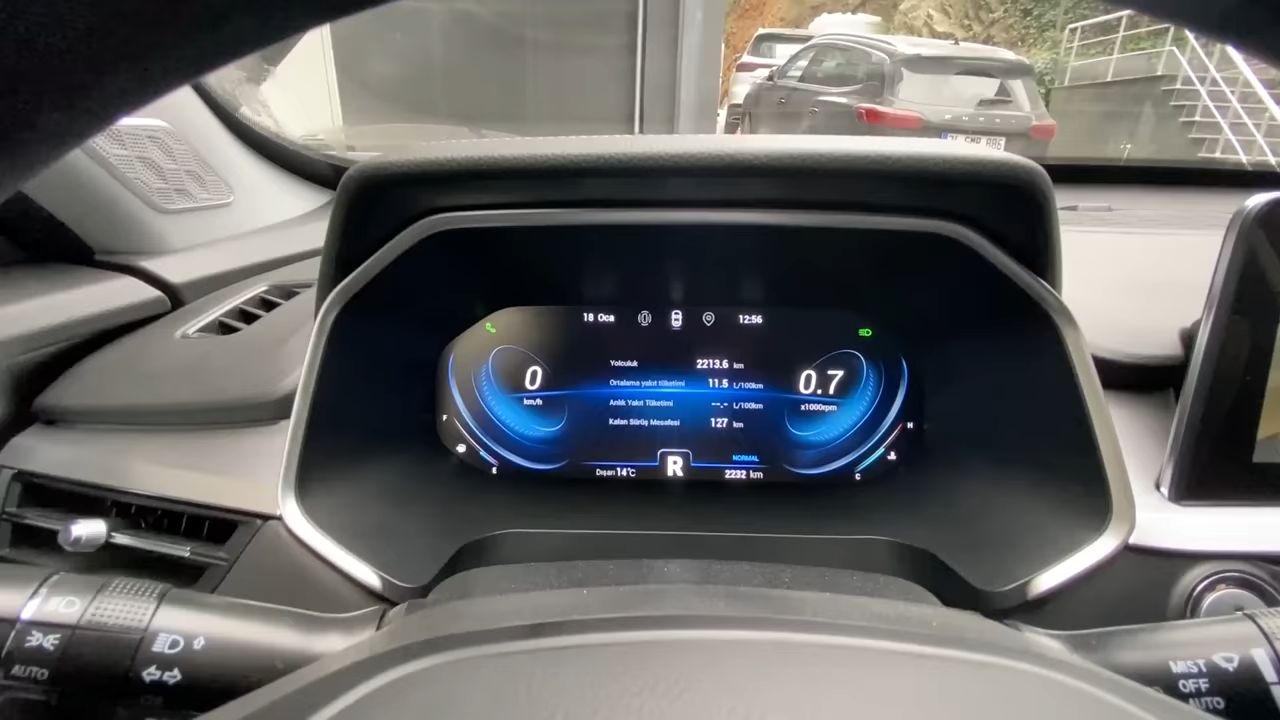 18 Oca 12:56
Yolculuk 2213.6 km
Ortalama yakıt tüketimi 11.5 L/100km
Anlık Yakıt Tüketimi --.- L/100km
Kalan Sürüş Mesafesi 127 km
0
km/h
0.7
x1000rpm
F
E
H
C
NORMAL
Dışarı 14°C
R
2232 km
AUTO
MIST
OFF
AUTO